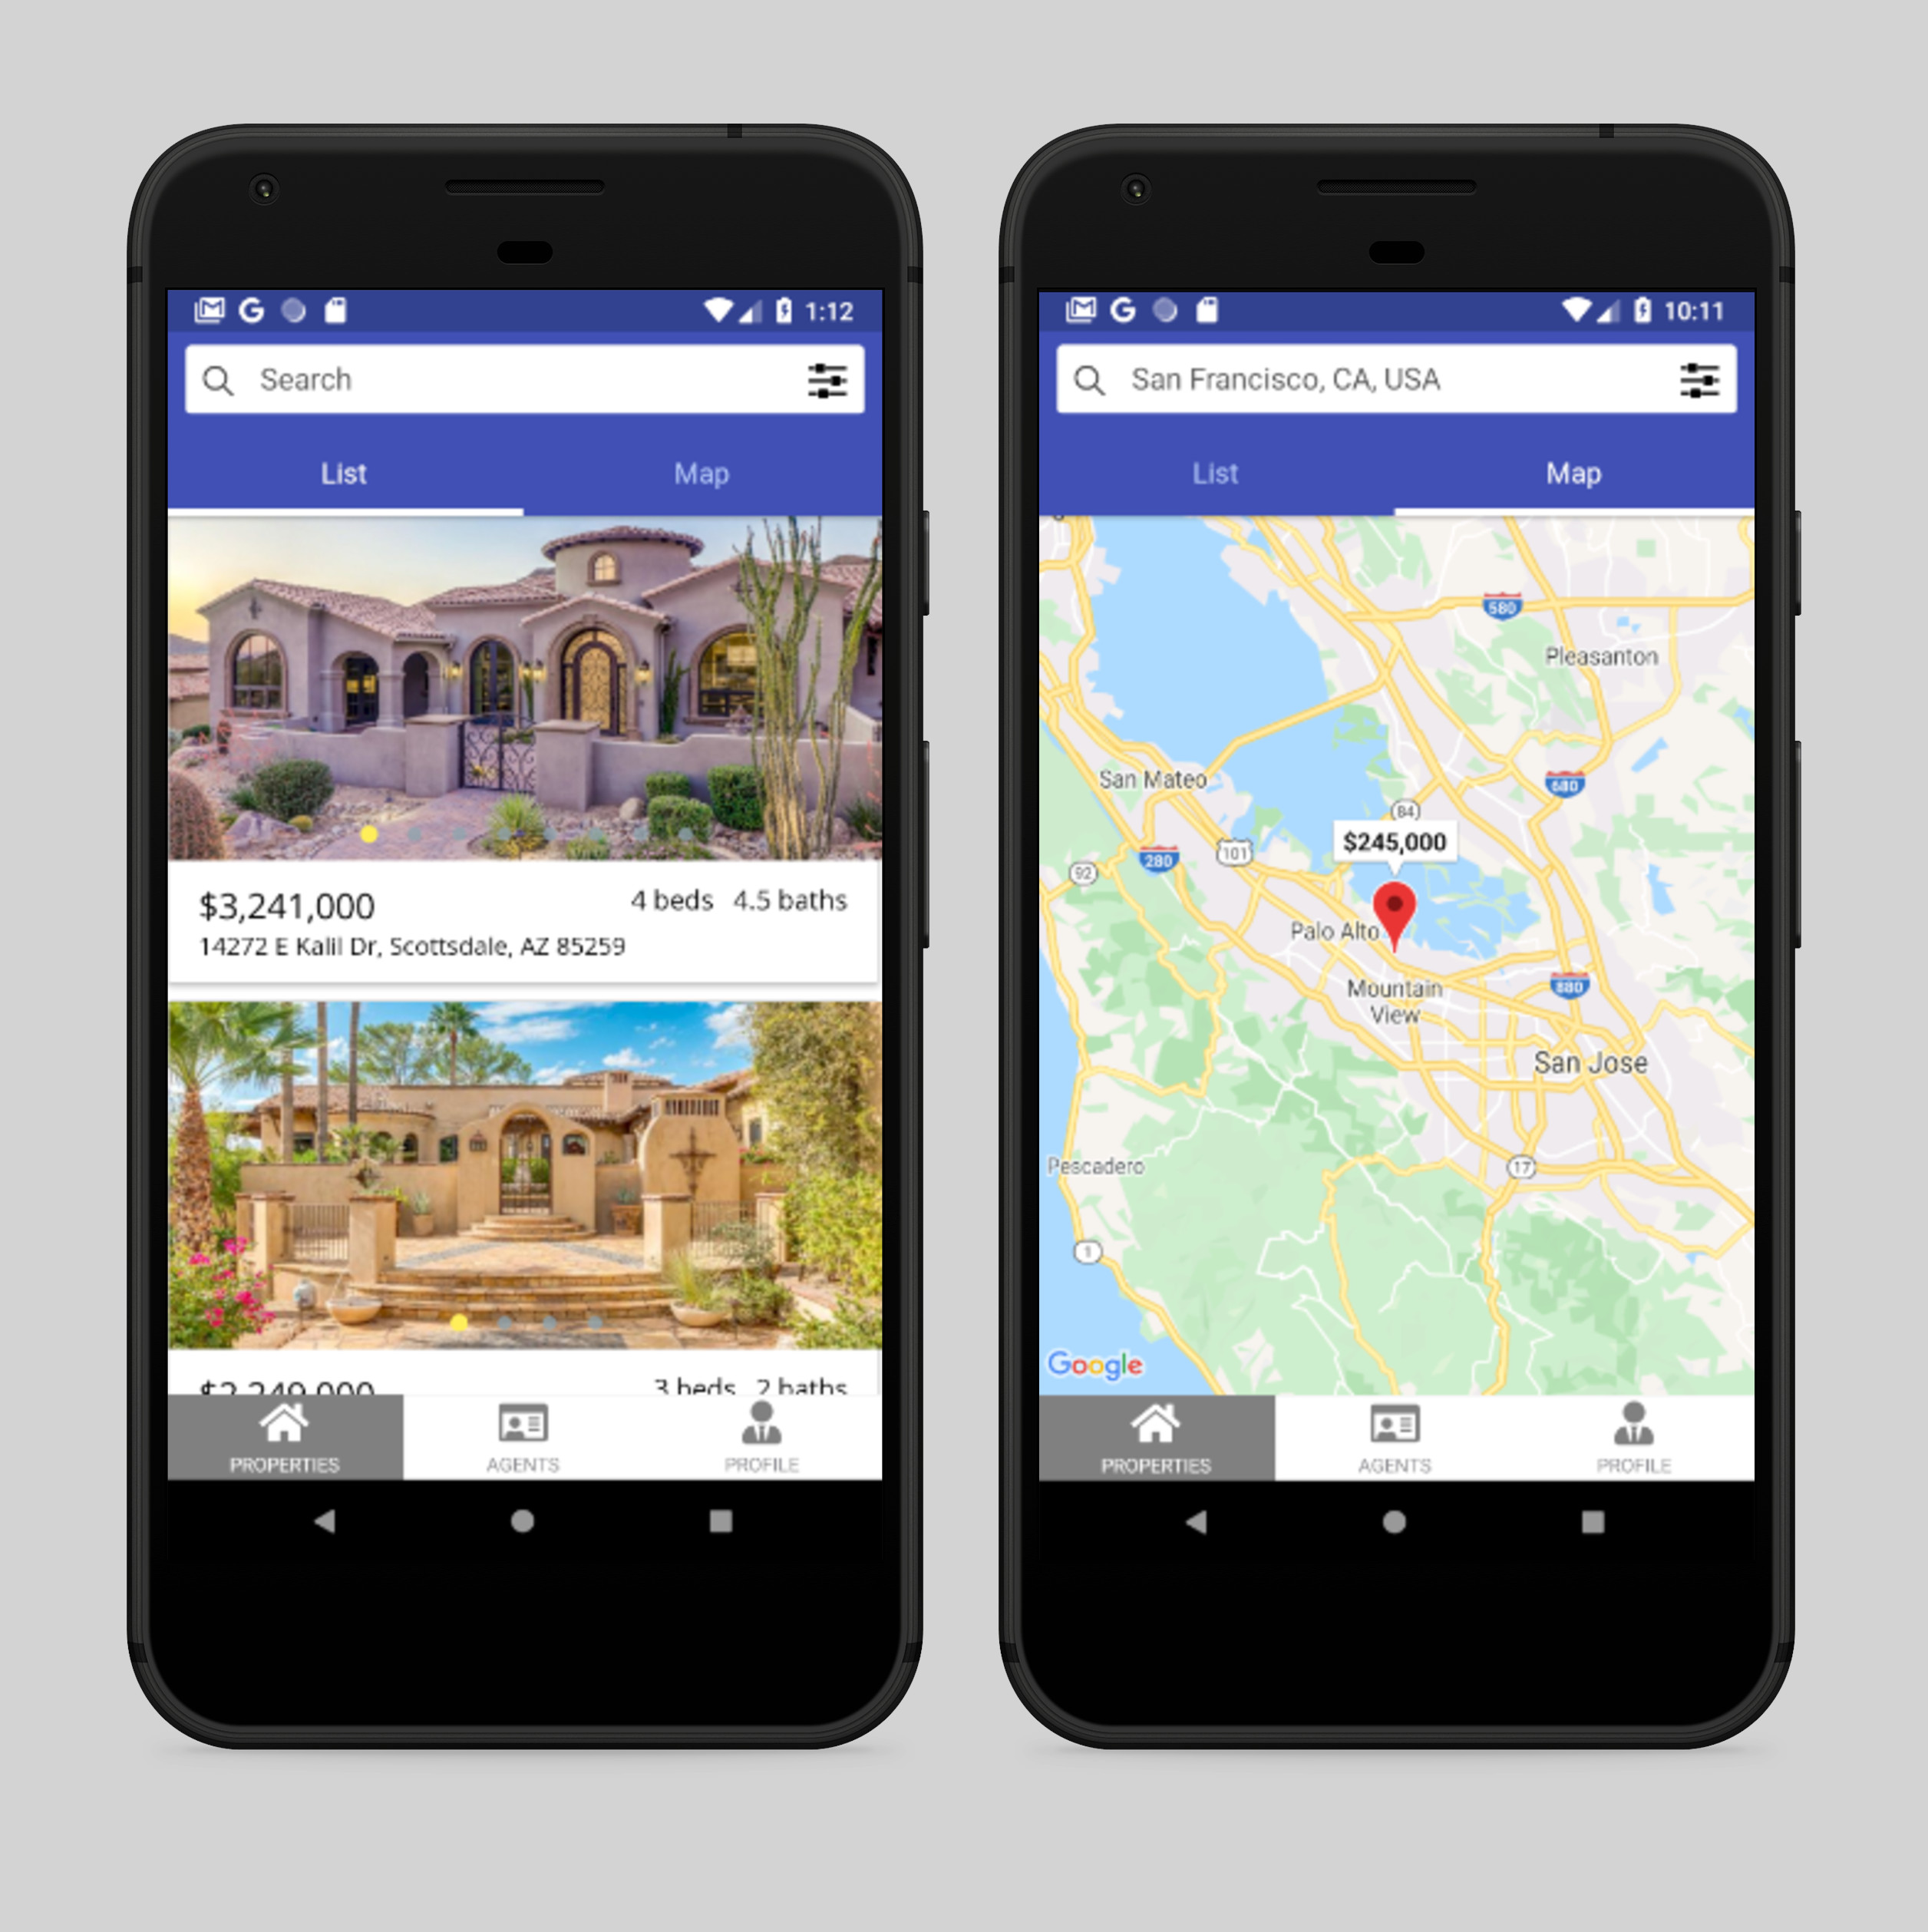 1:12
Search
List Map
$3,241,000 4 beds 4.5 baths
14272 E Kalil Dr, Scottsdale, AZ 85259
$2,249,000 3 beds 2 baths
PROPERTIES AGENTS PROFILE
10:11
San Francisco, CA, USA
List Map
580
Pleasanton
San Mateo
680
84
$245,000
101
280
92
Palo Alto
Mountain
View
880
San Jose
Pescadero
17
1
Google
PROPERTIES AGENTS PROFILE